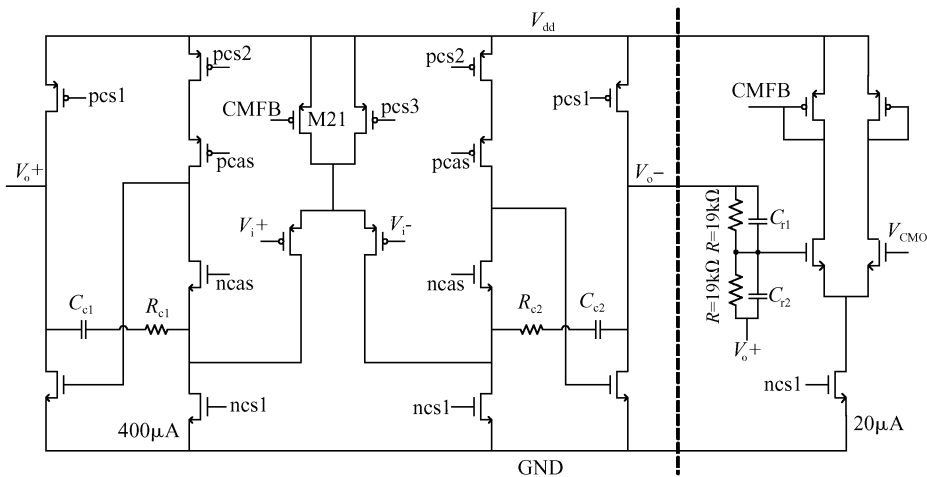 Vdd
pcs2
pcs2
pcs1
pcs1
CMFB
M21
pcs3
CMFB
pcas
pcas
Vo+
Vo−
Vi+
Vi−
R=19kΩ
Cr1
VCMO
ncas
ncas
R=19kΩ
Cr2
Cc1
Rc1
Rc2
Cc2
Vo+
ncs1
ncs1
ncs1
400μA
20μA
GND